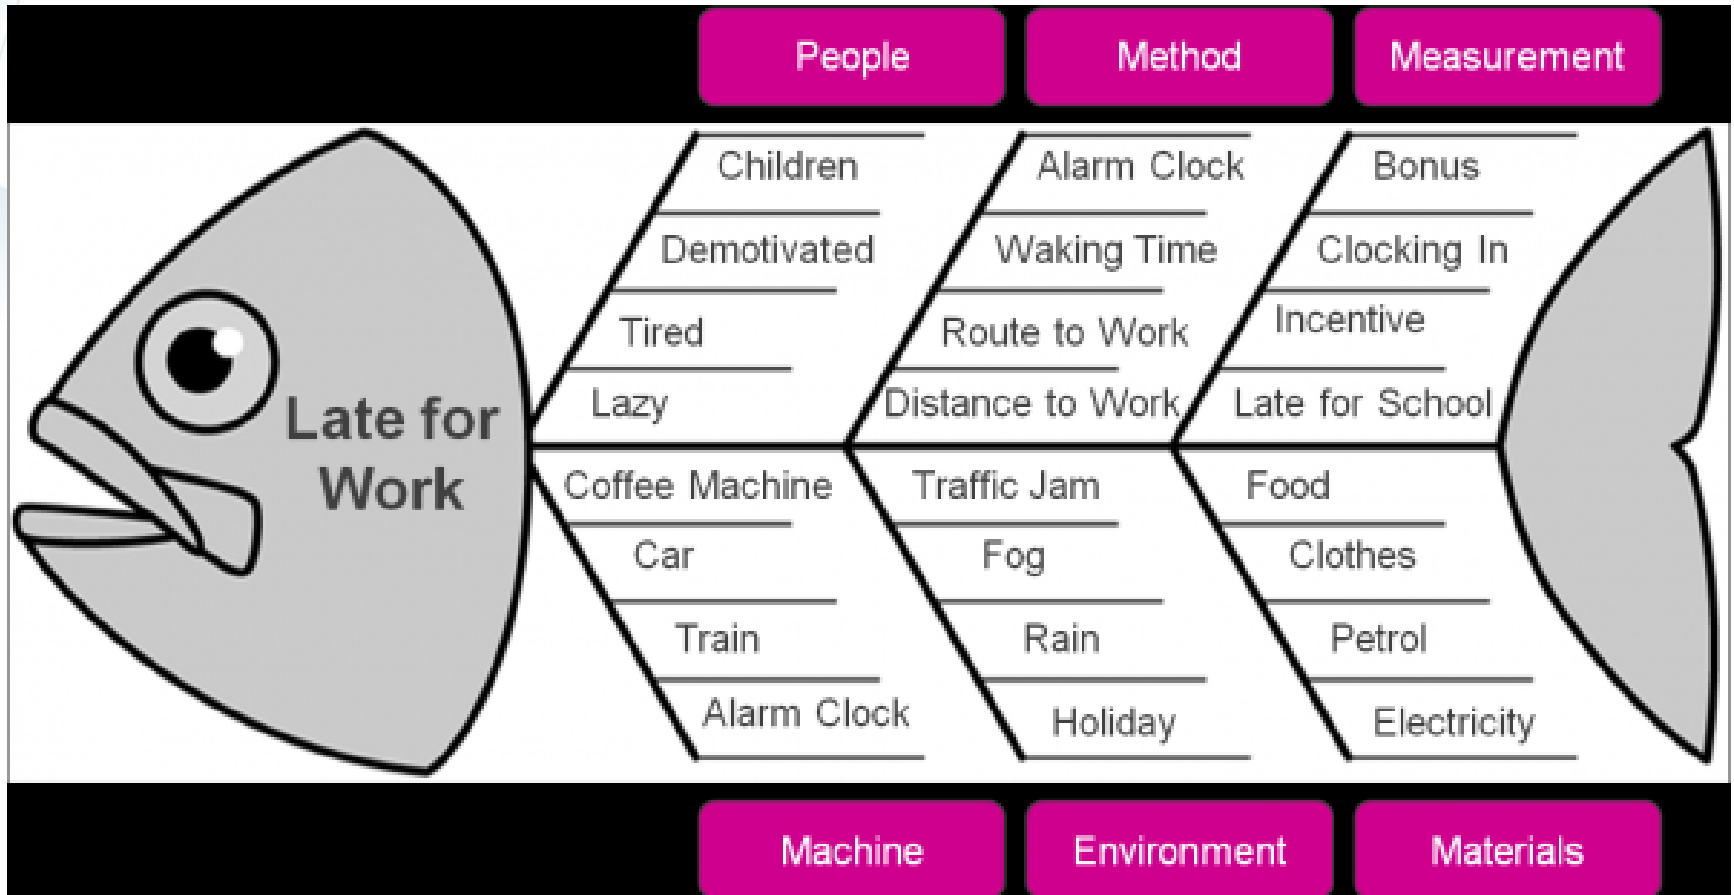 People
Method
Measurement
Children
Demotivated
Tired
Lazy
Alarm Clock
Waking Time
Route to Work
Distance to Work
Bonus
Clocking In
Incentive
Late for School
Late for
Work
Coffee Machine
Car
Train
Alarm Clock
Traffic Jam
Fog
Rain
Holiday
Food
Clothes
Petrol
Electricity
Machine
Environment
Materials